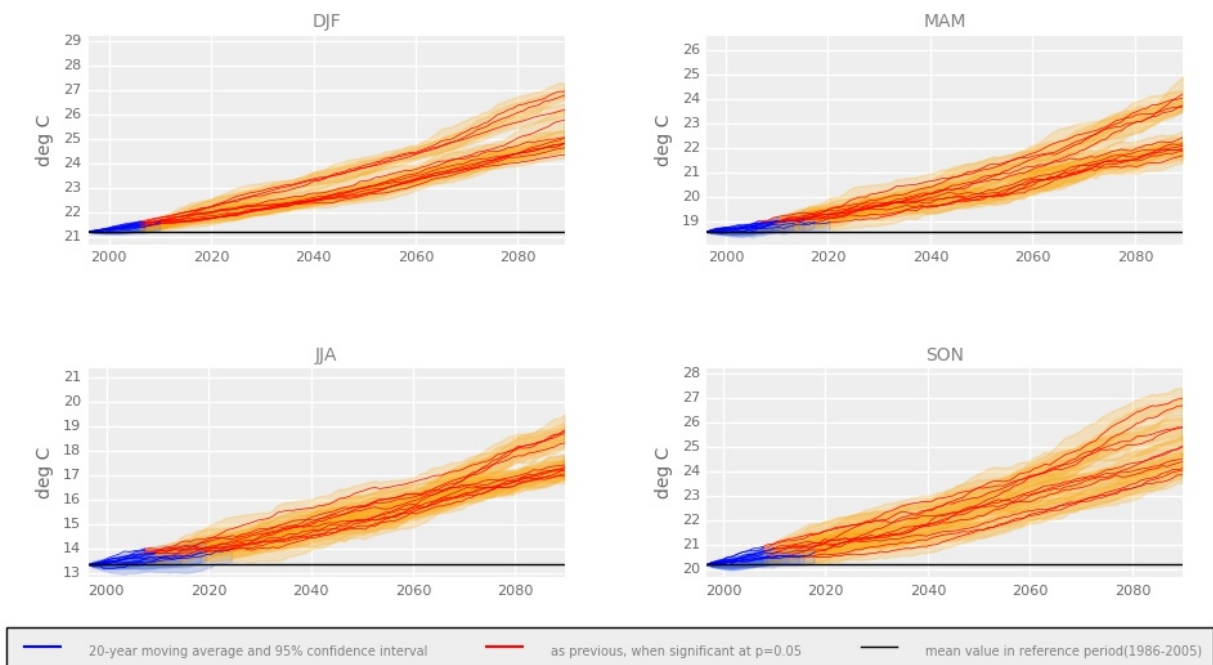 DJF
29
28
27
26
25
24
23
22
21
deg C
2000 2020 2040 2060 2080
MAM
26
25
24
23
22
21
20
19
2000 2020 2040 2060 2080
JJA
21
20
19
18
17
16
15
14
13
deg C
2000 2020 2040 2060 2080
SON
28
27
26
25
24
23
22
21
20
deg C
2000 2020 2040 2060 2080
20-year moving average and 95% confidence interval as previous, when significant at p=0.05 mean value in reference period(1986-2005)